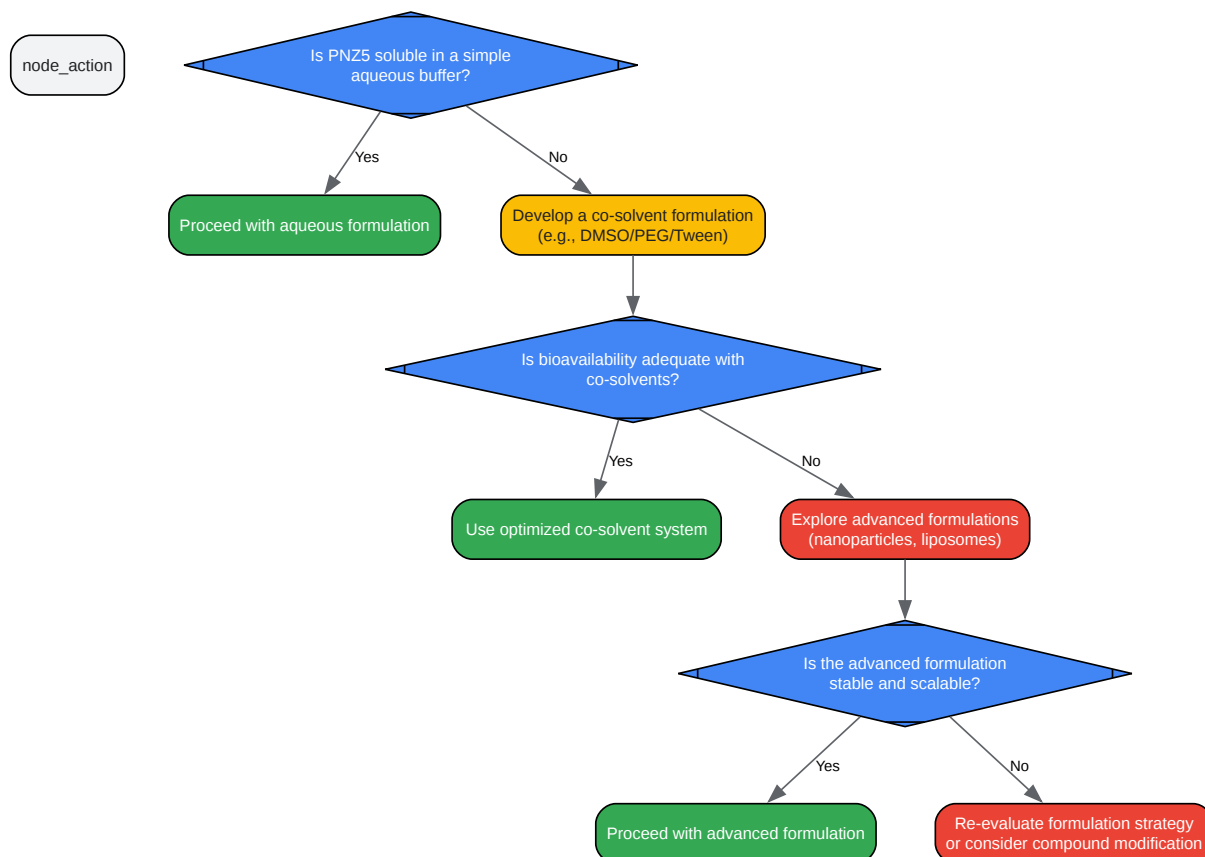 node_action
Is PNZ5 soluble in a simple
aqueous buffer?
Yes
No
Proceed with aqueous formulation
Develop a co-solvent formulation
(e.g., DMSO/PEG/Tween)
Is bioavailability adequate with
co-solvents?
Yes
No
Use optimized co-solvent system
Explore advanced formulations
(nanoparticles, liposomes)
Is the advanced formulation
stable and scalable?
Yes
No
Proceed with advanced formulation
Re-evaluate formulation strategy
or consider compound modification